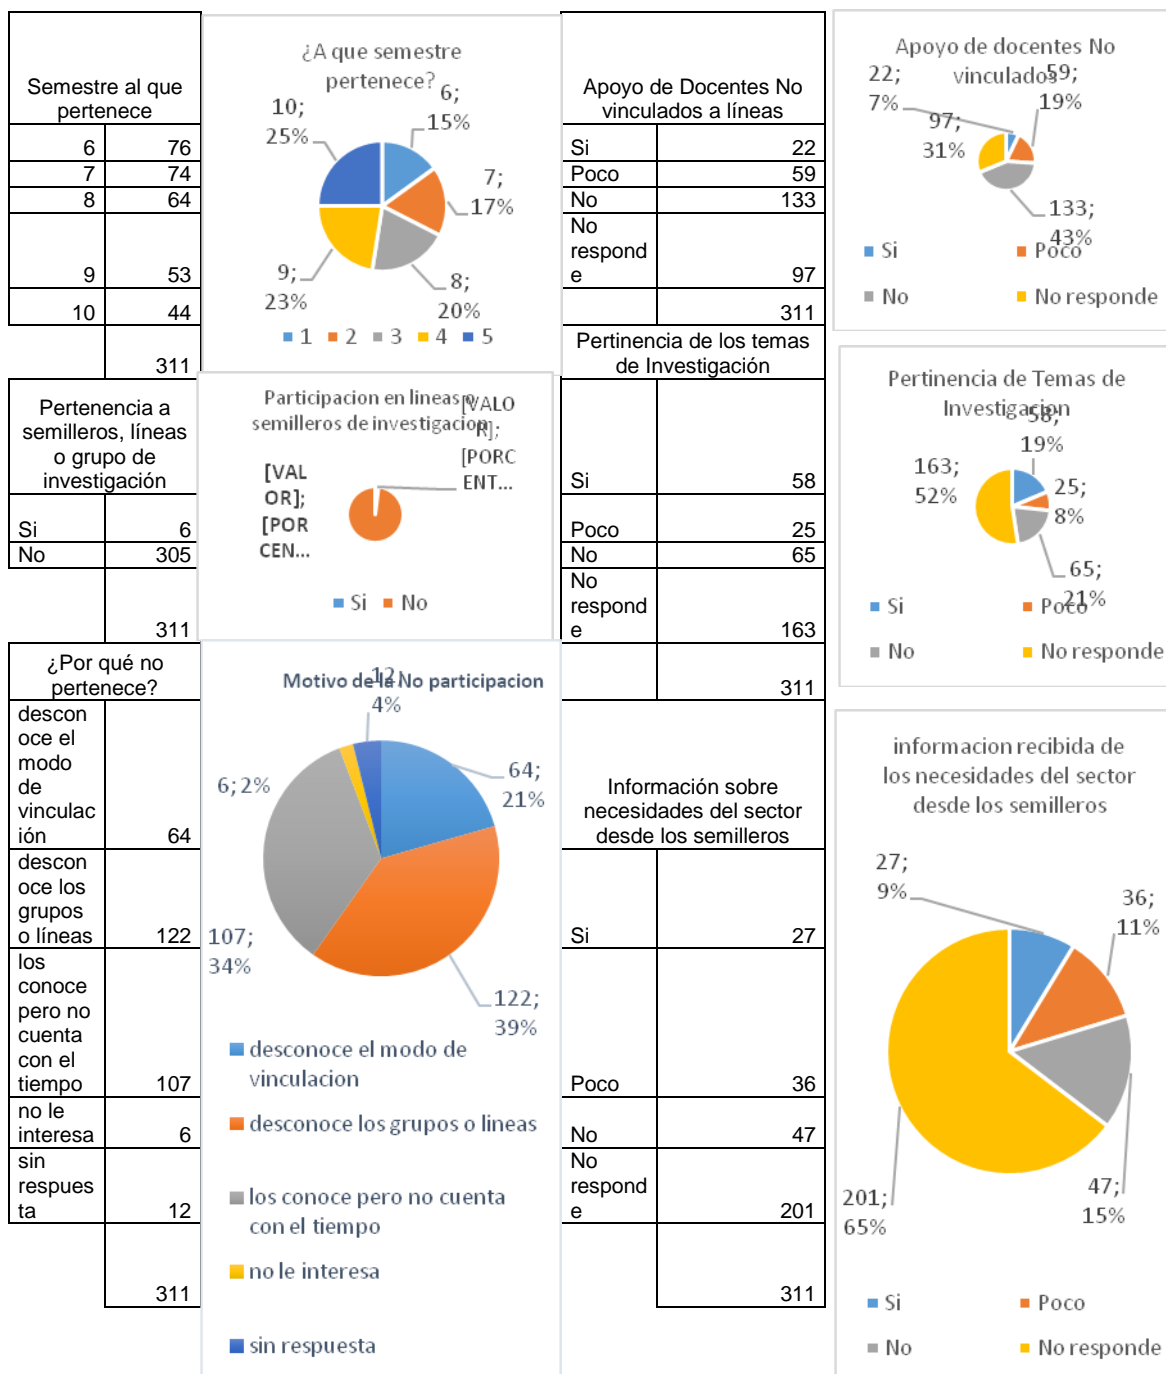 Semestre al que
pertenece
6 76
7 74
8 64
9 53
10 44
311
Pertenencia a
semilleros, líneas
o grupo de
investigación
Si 6
No 305
311
¿Por qué no
pertenece?
descon
oce el
modo
de
vinculac
ión 64
descon
oce los
grupos
o líneas 122
los
conoce
pero no
cuenta
con el
tiempo 107
no le
interesa 6
sin
respues
ta 12
311
¿A que semestre
pertenece?
6;
15%
7;
17%
8;
20%
9;
23%
10;
25%
1 2 3 4 5
Participacion en lineas o
semilleros de investigacion
[VALO
R];
[PORC
ENT...
[VAL
OR];
[POR
CEN...
Si No
Motivo de la No participacion
12;
4%
64;
21%
6; 2%
107;
34%
122;
39%
desconoce el modo de
vinculacion
desconoce los grupos o lineas
los conoce pero no cuenta
con el tiempo
no le interesa
sin respuesta
Apoyo de Docentes No
vinculados a líneas
Si 22
Poco 59
No 133
No
respond
e 97
311
Pertinencia de los temas
de Investigación
Si 58
Poco 25
No 65
No
respond
e 163
311
Información sobre
necesidades del sector
desde los semilleros
Si 27
Poco 36
No 47
No
respond
e 201
311
Apoyo de docentes No
vinculados
22;
7%
59;
19%
97;
31%
133;
43%
Si Poco
No No responde
Pertinencia de Temas de
Investigacion
58;
19%
163;
52%
25;
8%
65;
21%
Si Poco
No No responde
informacion recibida de
los necesidades del sector
desde los semilleros
27;
9%
36;
11%
201;
65%
47;
15%
Si Poco
No No responde